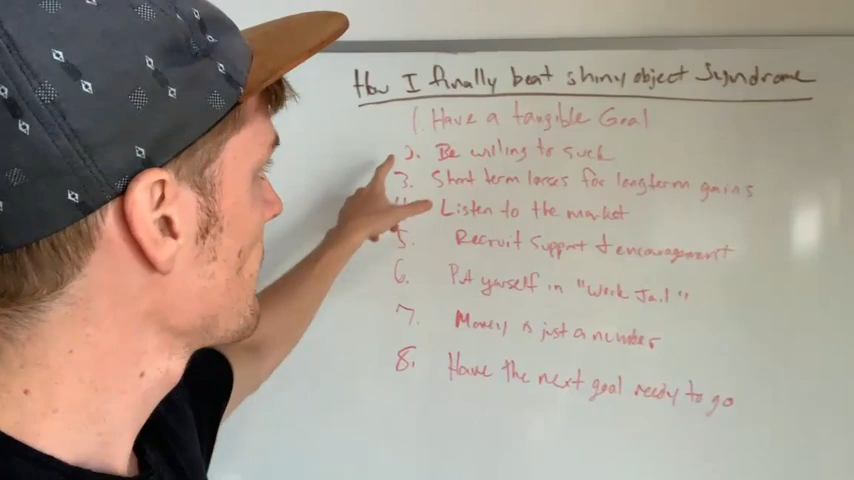 How I finally beat shiny object Syndrome
1. Have a tangible Goal
2. Be willing to suck
3. Short term losses for longterm gains
4. Listen to the market
5. Recruit Support & encouragement
6. Put yourself in "Work Jail"
7. Money is just a number
8. Have the next goal ready to go